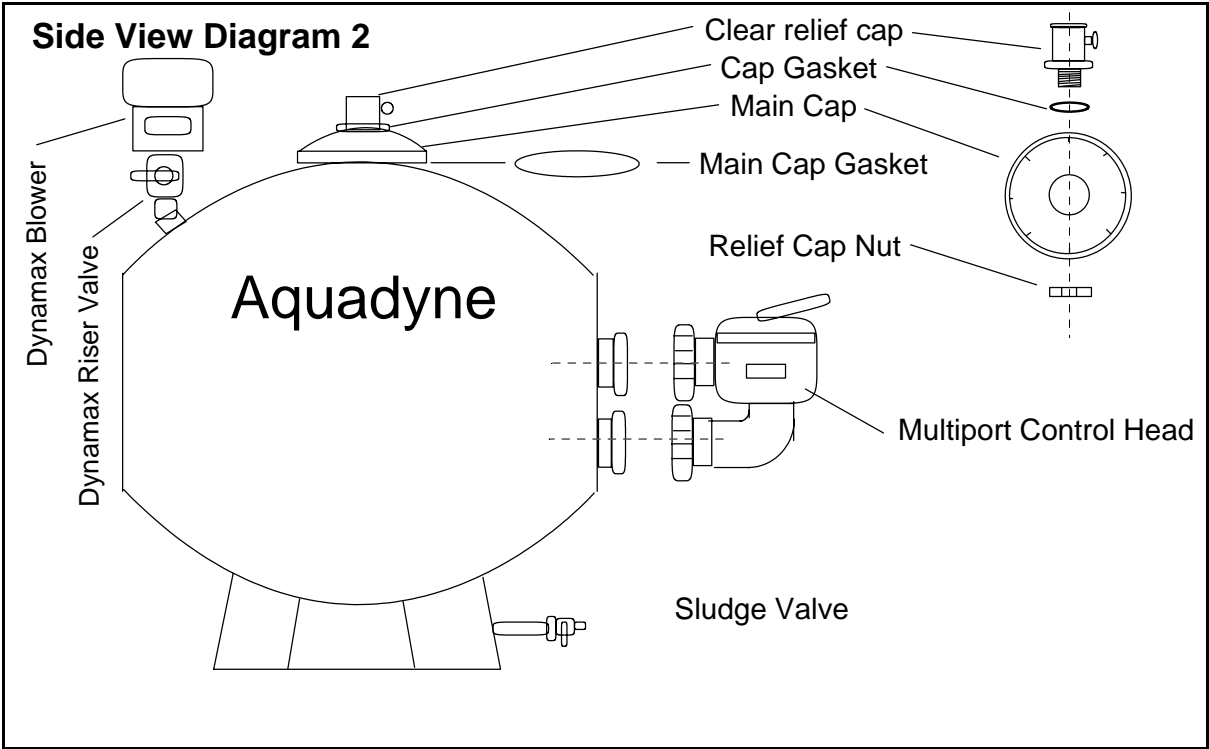 Side View Diagram 2
Clear relief cap
Cap Gasket
Main Cap
Main Cap Gasket
Dynamax Blower
Dynamax Riser Valve
Relief Cap Nut
Aquadyne
Multiport Control Head
Sludge Valve